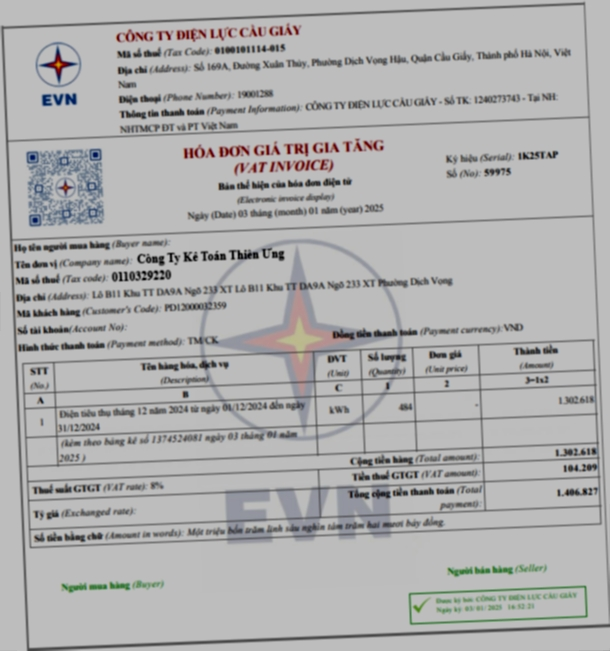 CÔNG TY ĐIỆN LỰC CẦU GIẤY
Mã số thuế (Tax Code): 0100101114-015
Địa chỉ (Address): Số 169A, Đường Xuân Thủy, Phường Dịch Vọng Hậu, Quận Cầu Giấy, Thành phố Hà Nội, Việt
Nam
Điện thoại (Phone Number): 19001288
Thông tin thanh toán (Payment Information): CÔNG TY ĐIỆN LỰC CẦU GIẤY - Số TK: 1240273743 - Tại NH:
NHTMCP ĐT và PT Việt Nam
EVN
HÓA ĐƠN GIÁ TRỊ GIA TĂNG
(VAT INVOICE)
Bản thể hiện của hóa đơn điện tử
(Electronic invoice display)
Ngày (Date) 03 tháng (month) 01 năm (year) 2025
Ký hiệu (Serial): 1K25TAP
Số (No): 59975
Họ tên người mua hàng (Buyer name):
Tên đơn vị (Company name): Công Ty Kế Toán Thiên Ưng
Mã số thuế (Tax code): 0110329220
Địa chỉ (Address): Lô B11 Khu TT DA9A Ngõ 233 XT Lô B11 Khu TT DA9A Ngõ 233 XT Phường Dịch Vọng
Mã khách hàng (Customer's Code): PD12000032359
Số tài khoản(Account No):
Hình thức thanh toán (Payment method): TM/CK
Đồng tiền thanh toán (Payment currency):VND
STT Tên hàng hóa, dịch vụ ĐVT Số lượng Đơn giá Thành tiền
(No.) (Description) (Unit) (Quantity) (Unit price) (Amount)
A B C 1 2 3=1x2
1 Điện tiêu thụ tháng 12 năm 2024 từ ngày 01/12/2024 đến ngày kWh 484 - 1.302.618
31/12/2024
(kèm theo bảng kê số 1374524081 ngày 03 tháng 01 năm
2025 )
Cộng tiền hàng (Total amount): 1.302.618
Thuế suất GTGT (VAT rate): 8% Tiền thuế GTGT (VAT amount): 104.209
Tỷ giá (Exchanged rate): Tổng cộng tiền thanh toán (Total 1.406.827
payment):
Số tiền bằng chữ (Amount in words): Một triệu bốn trăm linh sáu nghìn tám trăm hai mươi bảy đồng.
EVN
Người mua hàng (Buyer)
Người bán hàng (Seller)
Được ký bởi: CÔNG TY ĐIỆN LỰC CẦU GIẤY
Ngày ký: 03/01/2025 16:52:21